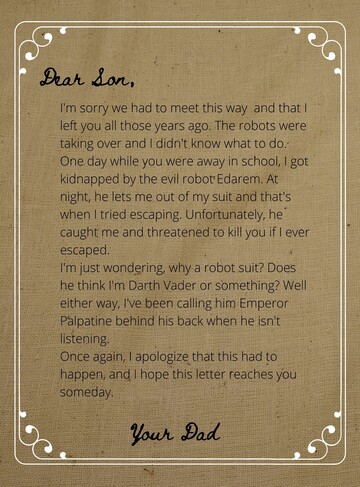 Dear Son,
I'm sorry we had to meet this way and that I
left you all those years ago. The robots were
taking over and I didn't know what to do.
One day while you were away in school, I got
kidnapped by the evil robot Edarem. At
night, he lets me out of my suit and that's
when I tried escaping. Unfortunately, he
caught me and threatened to kill you if I ever
escaped.
I'm just wondering, why a robot suit? Does
he think I'm Darth Vader or something? Well
either way, I've been calling him Emperor
Palpatine behind his back when he isn't
listening.
Once again, I apologize that this had to
happen, and I hope this letter reaches you
someday.
Your Dad